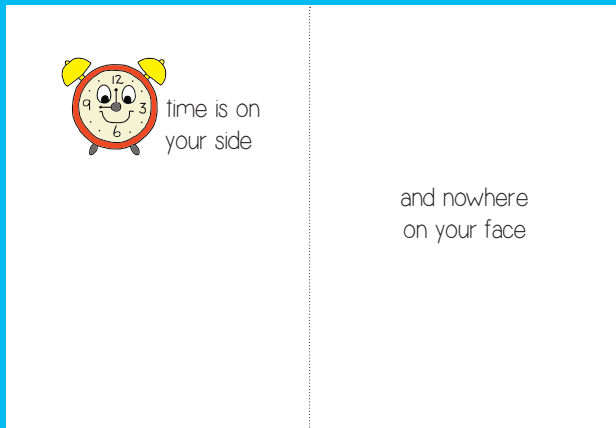 12
9
3
6
time is on
your side
and nowhere
on your face